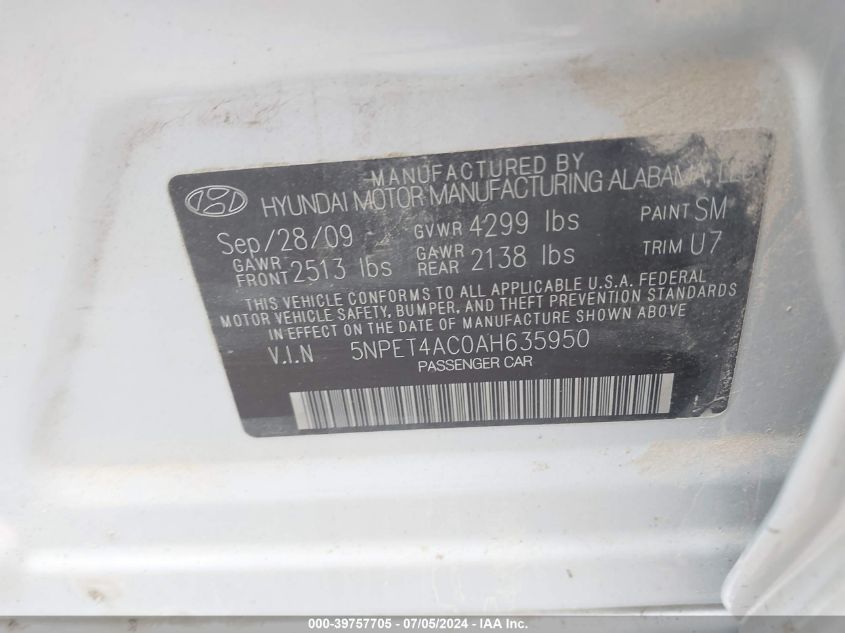 MANUFACTURED BY
HYUNDAI MOTOR MANUFACTURING ALABAMA, LLC
Sep/28/09 GVWR 4299 lbs PAINT SM
GAWR FRONT 2513 lbs GAWR REAR 2138 lbs TRIM U7
THIS VEHICLE CONFORMS TO ALL APPLICABLE U.S.A. FEDERAL
MOTOR VEHICLE SAFETY, BUMPER, AND THEFT PREVENTION STANDARDS
IN EFFECT ON THE DATE OF MANUFACTURE SHOWN ABOVE
V.I.N 5NPET4AC0AH635950
PASSENGER CAR
000-39757705 - 07/05/2024 - IAA Inc.